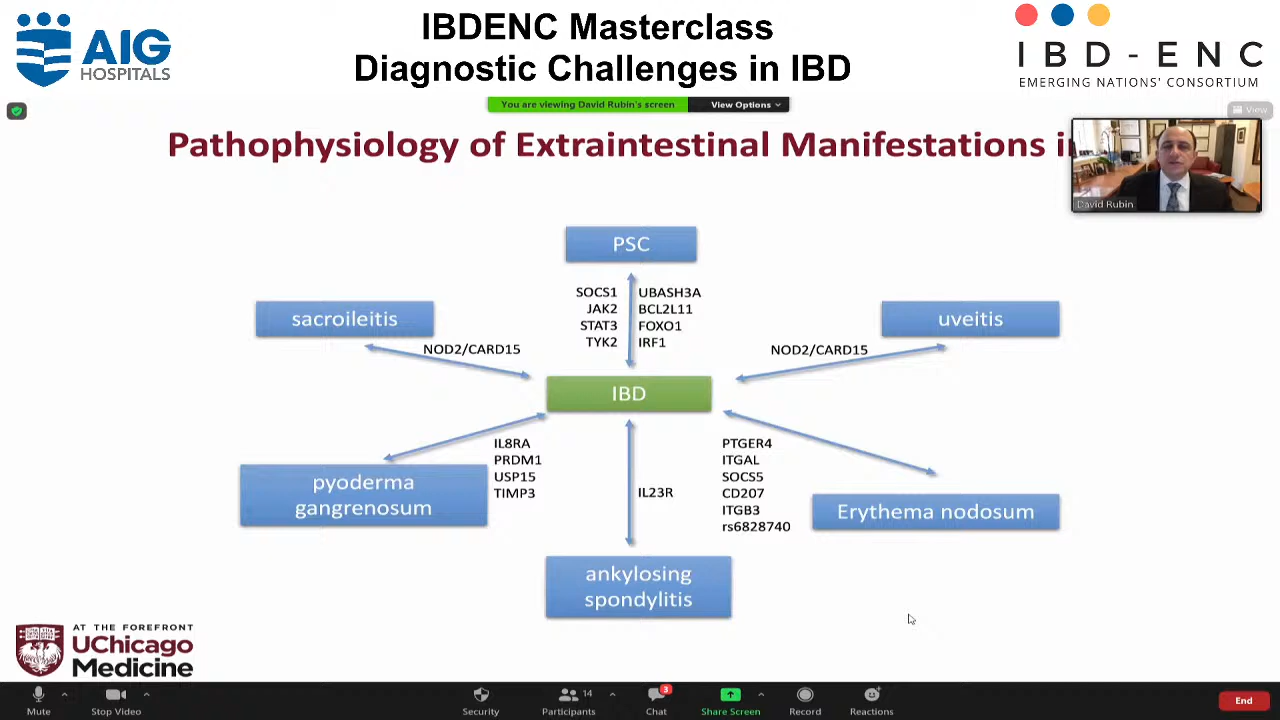 AIG
HOSPITALS
IBDENC Masterclass
Diagnostic Challenges in IBD
IBD-ENC
EMERGING NATIONS' CONSORTIUM
You are viewing David Rubin's screen
View Options
View
Pathophysiology of Extraintestinal Manifestations in
David Rubin
PSC
SOCS1
JAK2
STAT3
TYK2
UBASH3A
BCL2L11
FOXO1
IRF1
sacroileitis
NOD2/CARD15
uveitis
NOD2/CARD15
IBD
pyoderma
gangrenosum
IL8RA
PRDM1
USP15
TIMP3
IL23R
PTGER4
ITGAL
SOCS5
CD207
ITGB3
rs6828740
Erythema nodosum
ankylosing
spondylitis
AT THE FOREFRONT
UChicago
Medicine
Mute
Stop Video
Security
Participants
14
Chat
3
Share Screen
Record
Reactions
End